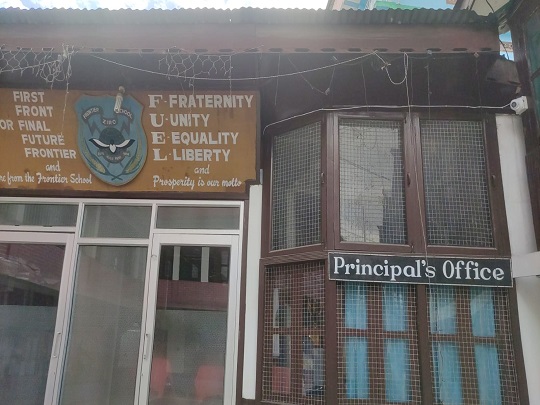 FIRST
FRONT
OR FINAL
FUTURE
FRONTIER
and
from the Frontier School
FRONTIER
F - FRATERNITY
U - UNITY
E - EQUALITY
L - LIBERTY
and
Prosperity is our motto
Principal's Office